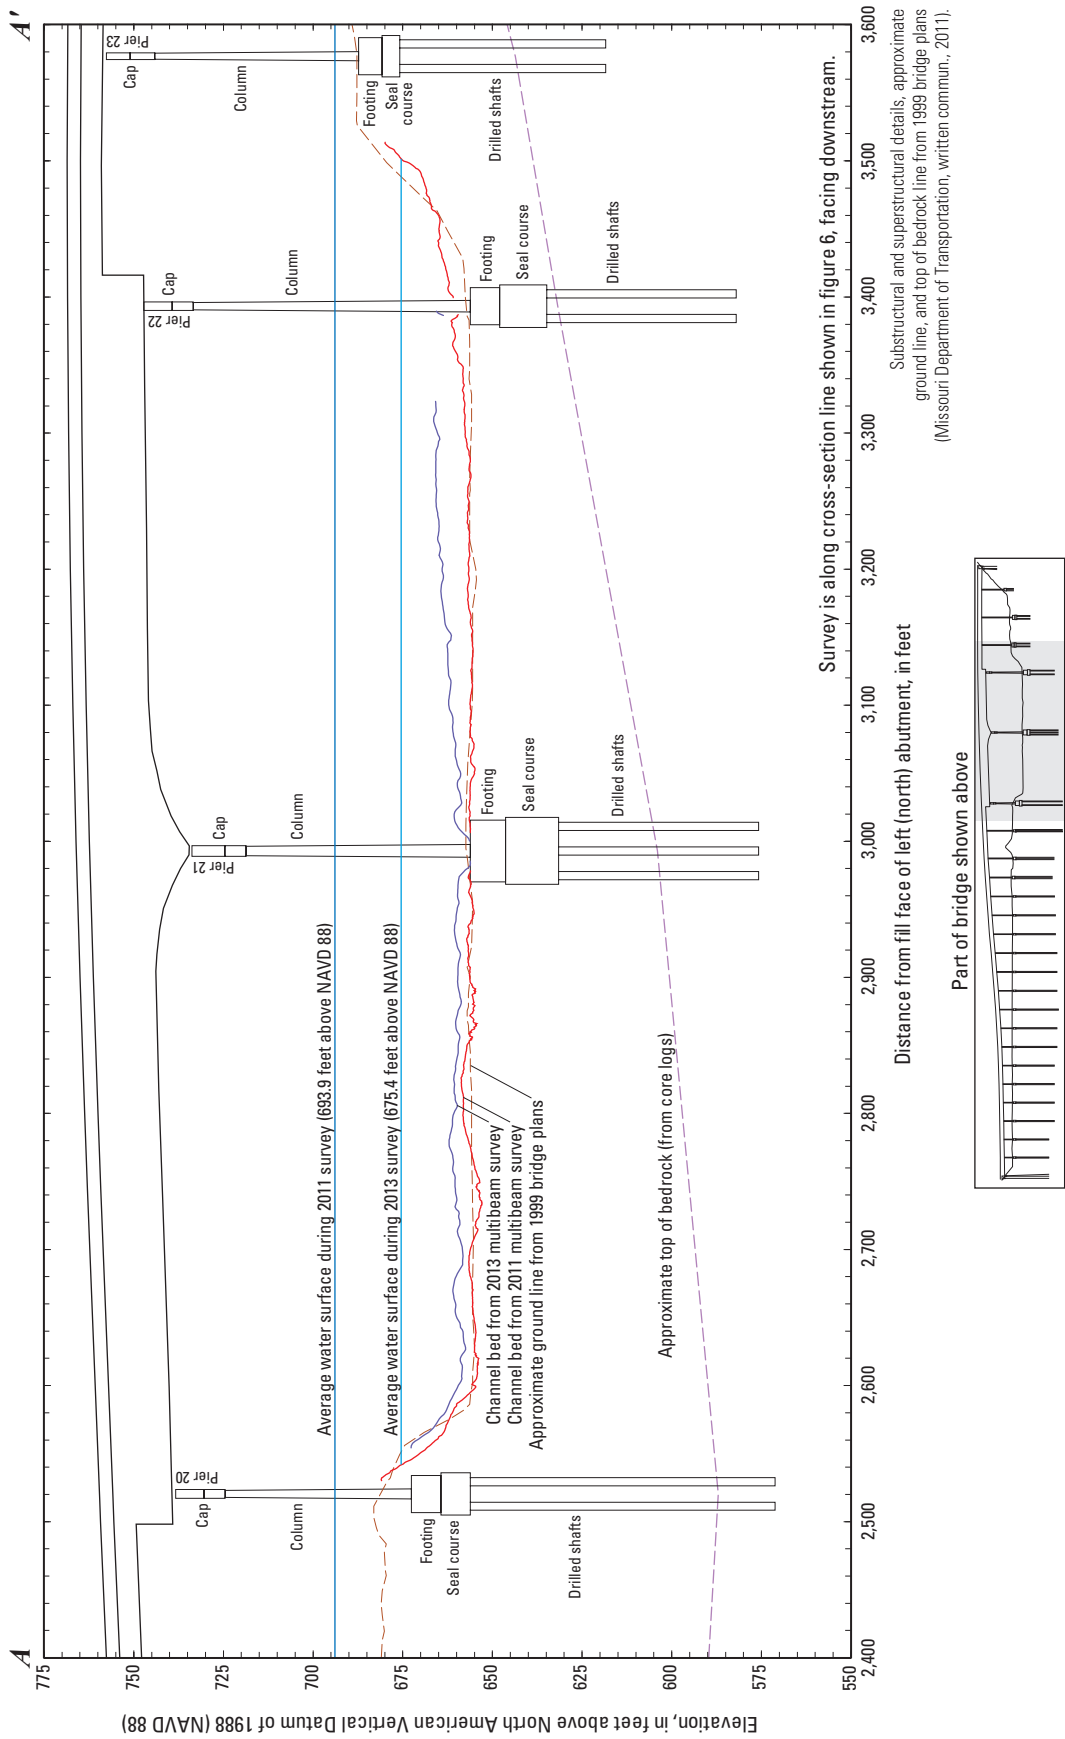 A
A'
775
750
725
700
675
650
625
600
575
550
Elevation, in feet above North American Vertical Datum of 1988 (NAVD 88)
2,400
2,500
2,600
2,700
2,800
2,900
3,000
3,100
3,200
3,300
3,400
3,500
3,600
Distance from fill face of left (north) abutment, in feet
Pier 20
Cap
Column
Footing
Seal course
Drilled shafts
Pier 21
Cap
Column
Footing
Seal course
Drilled shafts
Pier 22
Cap
Column
Footing
Seal course
Drilled shafts
Pier 23
Cap
Column
Footing
Seal
course
Drilled shafts
Average water surface during 2011 survey (693.9 feet above NAVD 88)
Average water surface during 2013 survey (675.4 feet above NAVD 88)
Channel bed from 2013 multibeam survey
Channel bed from 2011 multibeam survey
Approximate ground line from 1999 bridge plans
Approximate top of bedrock (from core logs)
Survey is along cross-section line shown in figure 6, facing downstream.
Substructural and superstructural details, approximate
ground line, and top of bedrock line from 1999 bridge plans
(Missouri Department of Transportation, written commun., 2011).
Part of bridge shown above